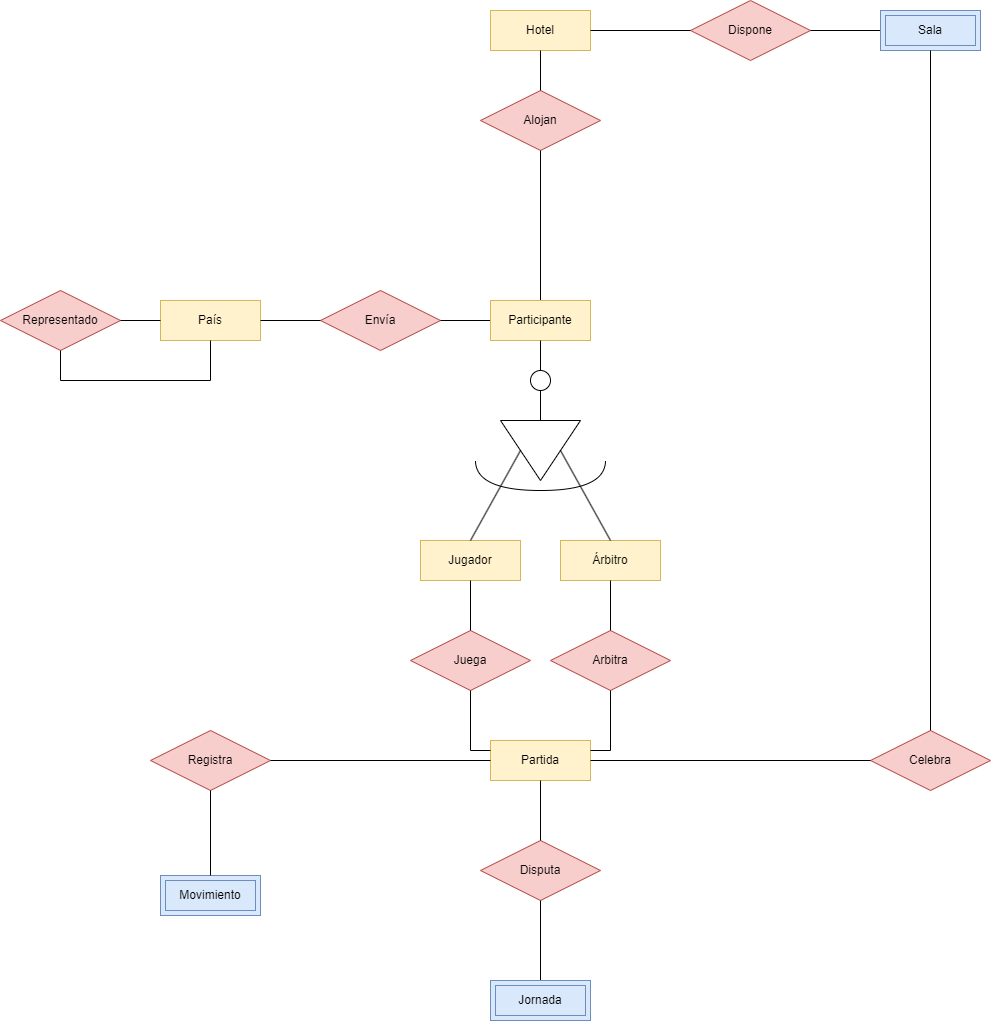 Hotel
Dispone
Sala
Alojan
Representado
País
Envía
Participante
Jugador
Árbitro
Juega
Arbitra
Registra
Partida
Celebra
Disputa
Movimiento
Jornada